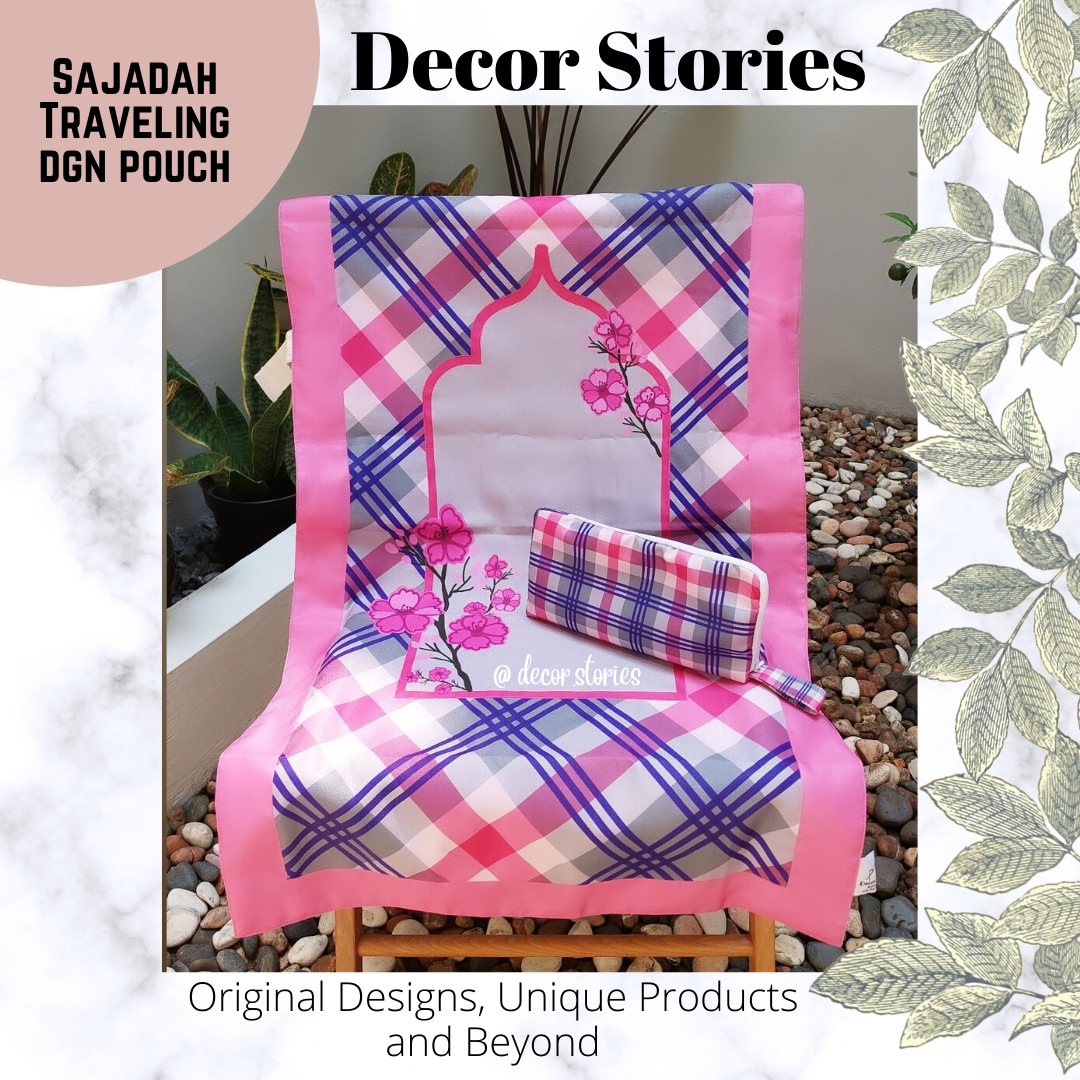 Sajadah
Traveling
dgn pouch
Decor Stories
@ decor stories
Original Designs, Unique Products
and Beyond